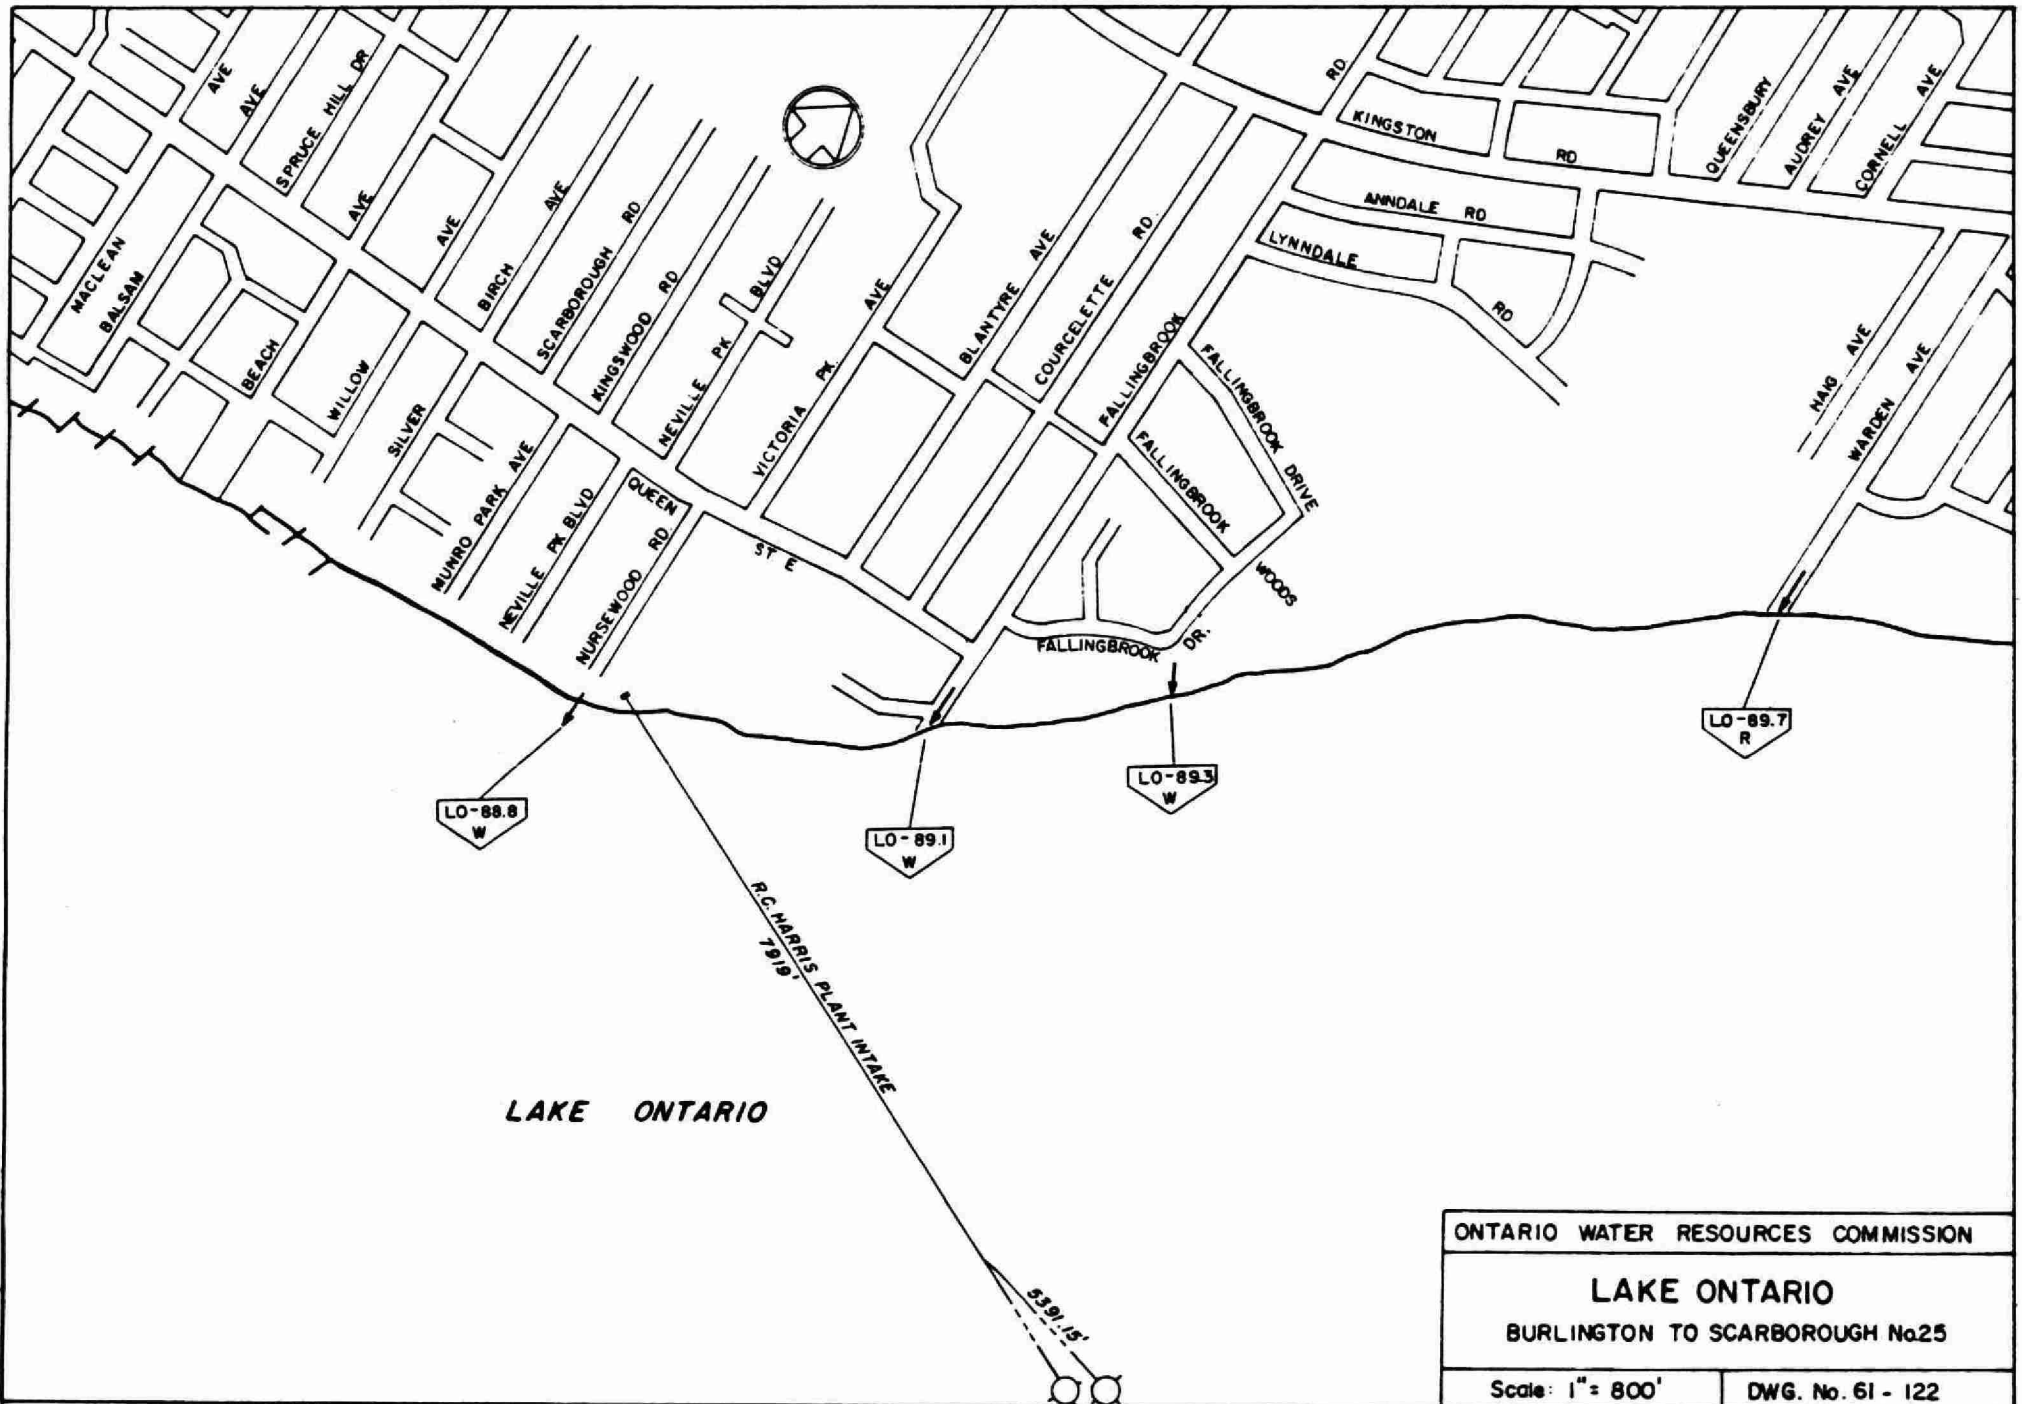 AVE
AVE
SPRUCE HILL DR
AVE
AVE
MACLEAN
BALSAM
BEACH
WILLOW
SILVER
BIRCH AVE
SCARBOROUGH RD
KINGSWOOD RD
NEVILLE PK BLVD
VICTORIA PK. AVE
BLANTYRE AVE
COURCELETTE RD
FALLINGBROOK
RD.
KINGSTON
RD
ANNDALE RD
LYNNDALE
RD
QUEENSBURY
AUDREY AVE
CORNELL AVE
HAIG AVE
WARDEN AVE
FALLINGBROOK DRIVE
FALLINGBROOK
WOODS
FALLINGBROOK DR.
MUNRO PARK AVE
NEVILLE PK BLVD
NURSEWOOD RD.
QUEEN
ST E
LO-88.8
W
LO-89.1
W
LO-89.3
W
LO-89.7
R
R.C. HARRIS PLANT INTAKE
7919'
5391.15'
LAKE ONTARIO
ONTARIO WATER RESOURCES COMMISSION
LAKE ONTARIO
BURLINGTON TO SCARBOROUGH No.25
Scale: 1" = 800'
DWG. No. 61 - 122